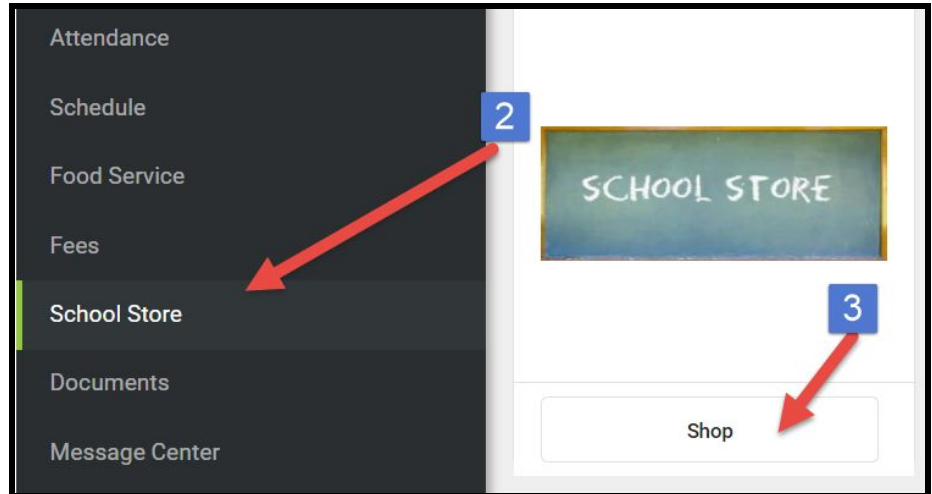 Attendance
Schedule
Food Service
Fees
School Store
Documents
Message Center
2
SCHOOL STORE
3
Shop